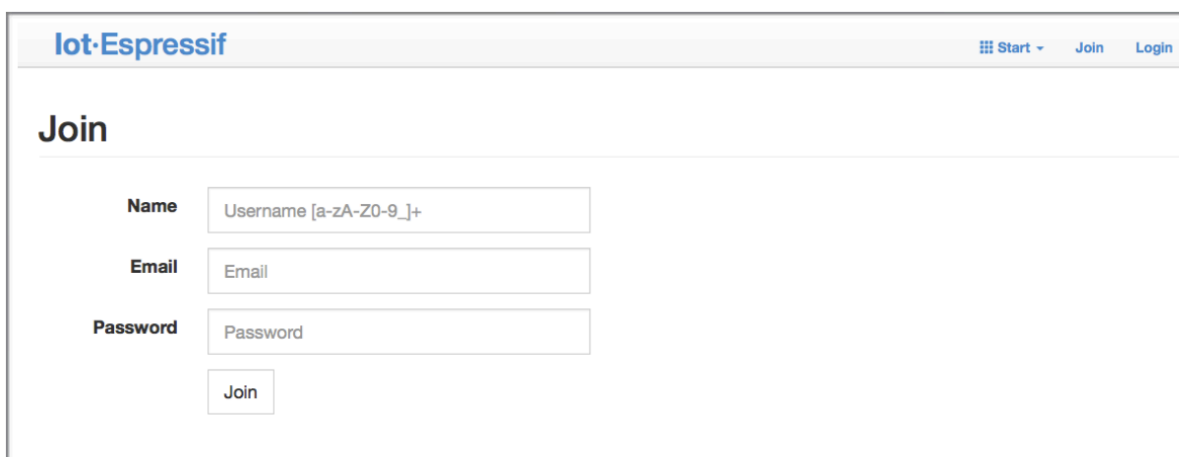 Iot·Espressif
Start Join Login
Join
Name Username [a-zA-Z0-9_]+
Email Email
Password Password
Join